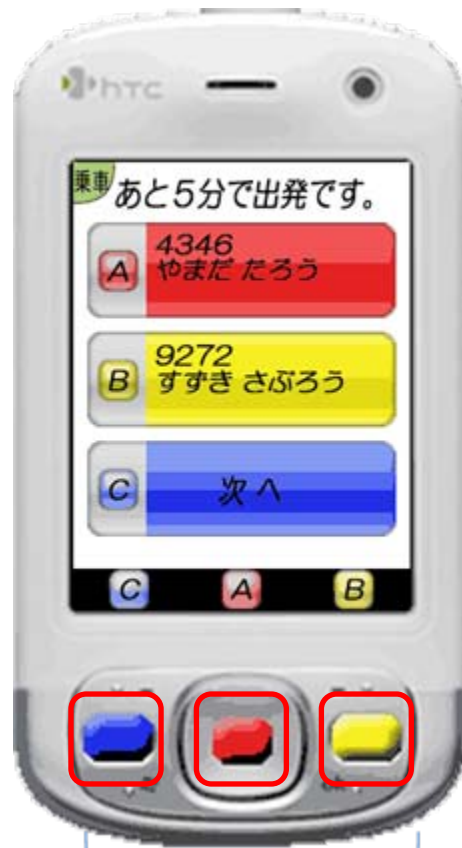 hTC
乗車
あと5分で出発です。
A
4346
やまだ たろう
B
9272
すずき さぶろう
C
次へ
C A B